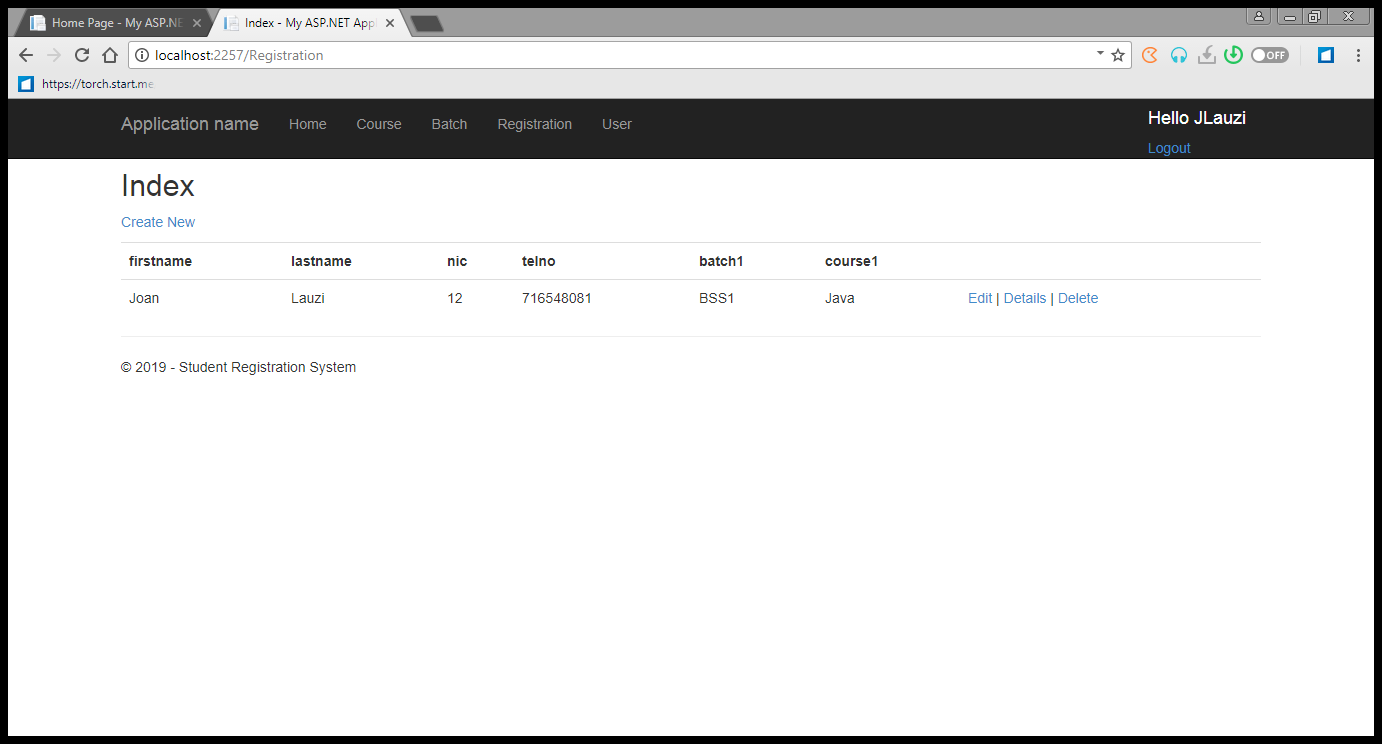 Home Page - My ASP.NE
Index - My ASP.NET Appl
localhost:2257/Registration
OFF
https://torch.start.me
Application name Home Course Batch Registration User
Hello JLauzi
Logout
Index
Create New
firstname lastname nic telno batch1 course1
Joan Lauzi 12 716548081 BSS1 Java Edit | Details | Delete
© 2019 - Student Registration System